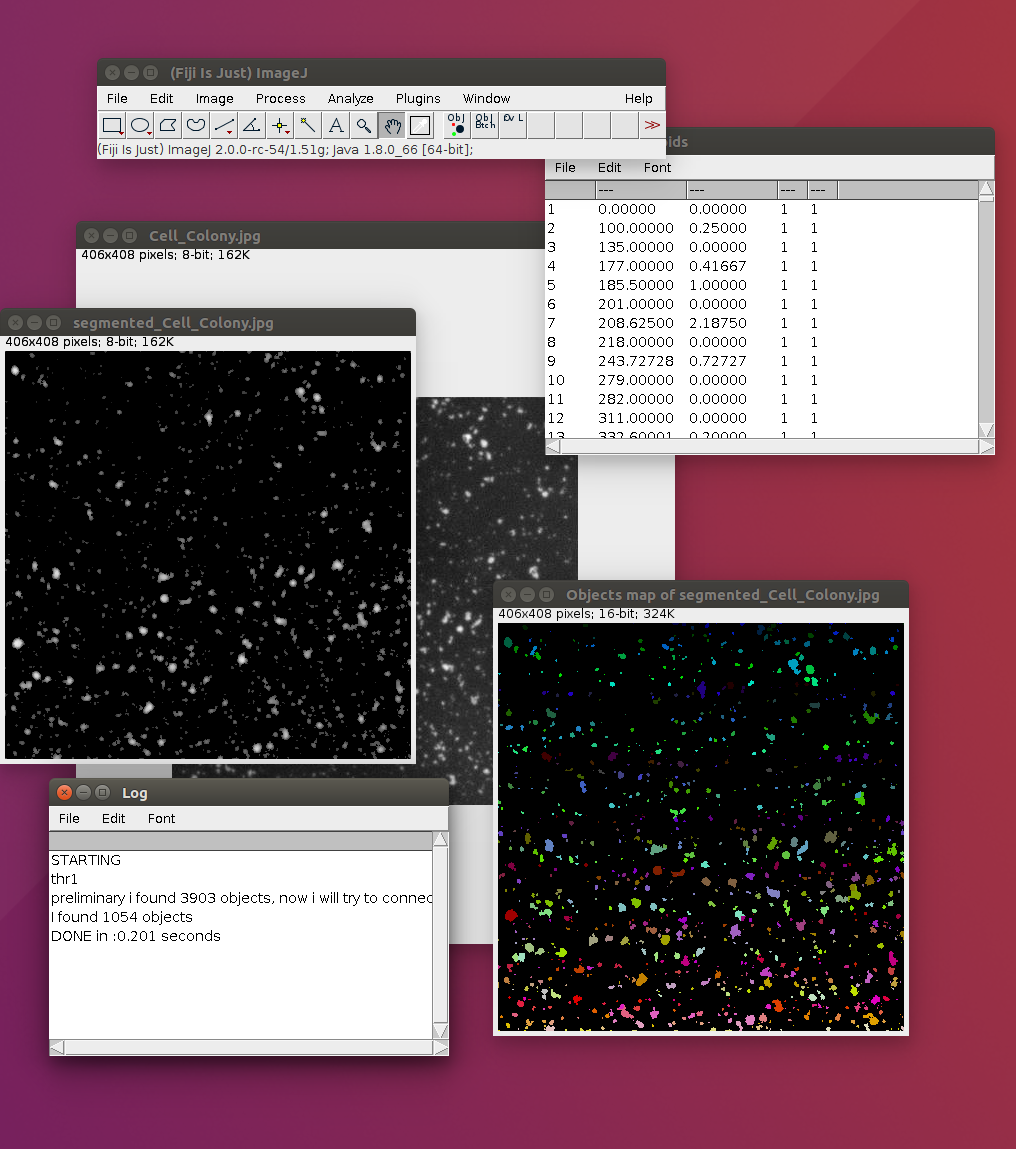 (Fiji Is Just) ImageJ
File Edit Image Process Analyze Plugins Window Help
Obj Obj Btch Dv L >>
(Fiji Is Just) ImageJ 2.0.0-rc-54/1.51g; Java 1.8.0_66 [64-bit];
File Edit Font
--- --- --- ---
1 0.00000 0.00000 1 1
2 100.00000 0.25000 1 1
3 135.00000 0.00000 1 1
4 177.00000 0.41667 1 1
5 185.50000 1.00000 1 1
6 201.00000 0.00000 1 1
7 208.62500 2.18750 1 1
8 218.00000 0.00000 1 1
9 243.72728 0.72727 1 1
10 279.00000 0.00000 1 1
11 282.00000 0.00000 1 1
12 311.00000 0.00000 1 1
13 332.60001 0.20000 1 1
Cell_Colony.jpg
406x408 pixels; 8-bit; 162K
segmented_Cell_Colony.jpg
406x408 pixels; 8-bit; 162K
Objects map of segmented_Cell_Colony.jpg
406x408 pixels; 16-bit; 324K
Log
File Edit Font
STARTING
thr1
preliminary i found 3903 objects, now i will try to connec
I found 1054 objects
DONE in :0.201 seconds